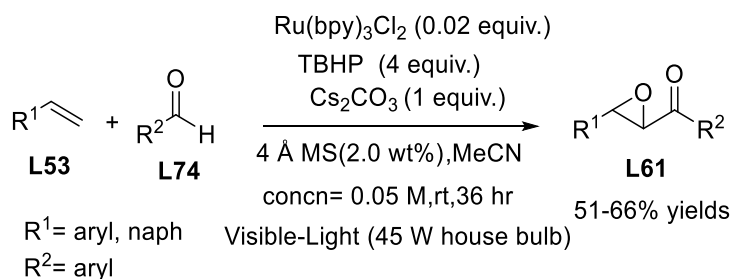 Ru(bpy)₃Cl₂ (0.02 equiv.)
TBHP (4 equiv.)
Cs₂CO₃ (1 equiv.)
R¹ + R² O H
O R¹ O R²
L53 L74 L61
4 Å MS(2.0 wt%),MeCN
concn= 0.05 M,rt,36 hr
51-66% yields
R¹= aryl, naph
Visible-Light (45 W house bulb)
R²= aryl